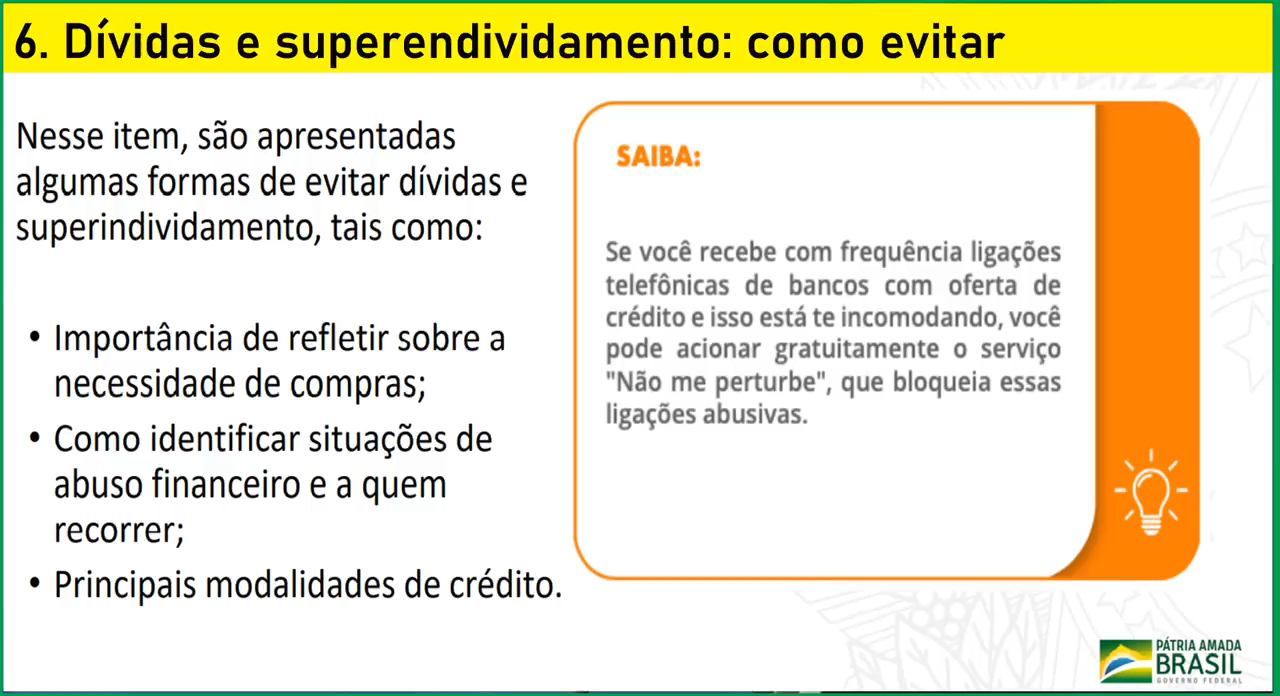 6. Dívidas e superendividamento: como evitar
Nesse item, são apresentadas
algumas formas de evitar dívidas e
superindividamento, tais como:
• Importância de refletir sobre a
necessidade de compras;
• Como identificar situações de
abuso financeiro e a quem
recorrer;
• Principais modalidades de crédito.
SAIBA:
Se você recebe com frequência ligações
telefônicas de bancos com oferta de
crédito e isso está te incomodando, você
pode acionar gratuitamente o serviço
"Não me perturbe", que bloqueia essas
ligações abusivas.
PÁTRIA AMADA
BRASIL
GOVERNO FEDERAL